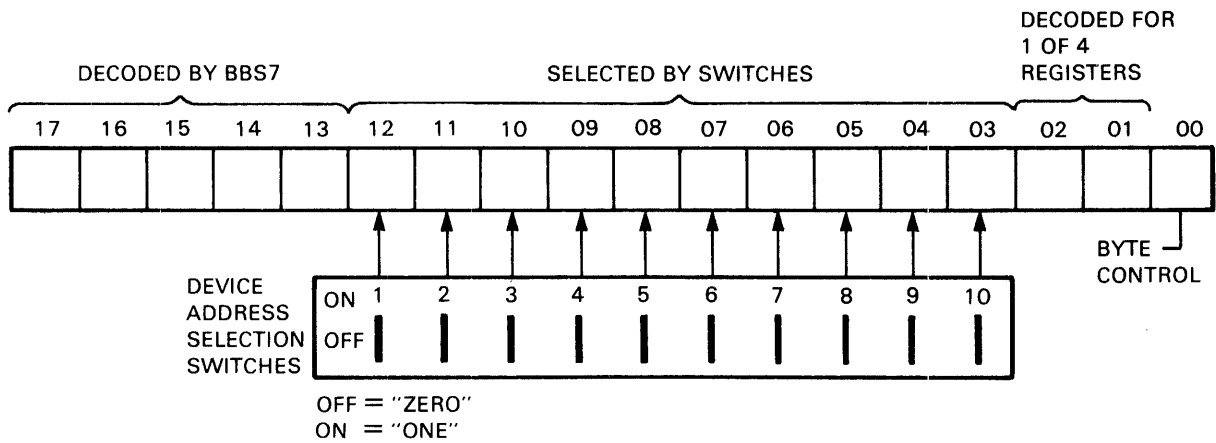 DECODED FOR
1 OF 4
REGISTERS
DECODED BY BBS7
SELECTED BY SWITCHES
17 16 15 14 13 12 11 10 09 08 07 06 05 04 03 02 01 00
BYTE
CONTROL
DEVICE
ADDRESS
SELECTION
SWITCHES
ON 1 2 3 4 5 6 7 8 9 10
OFF
OFF = "ZERO"
ON = "ONE"